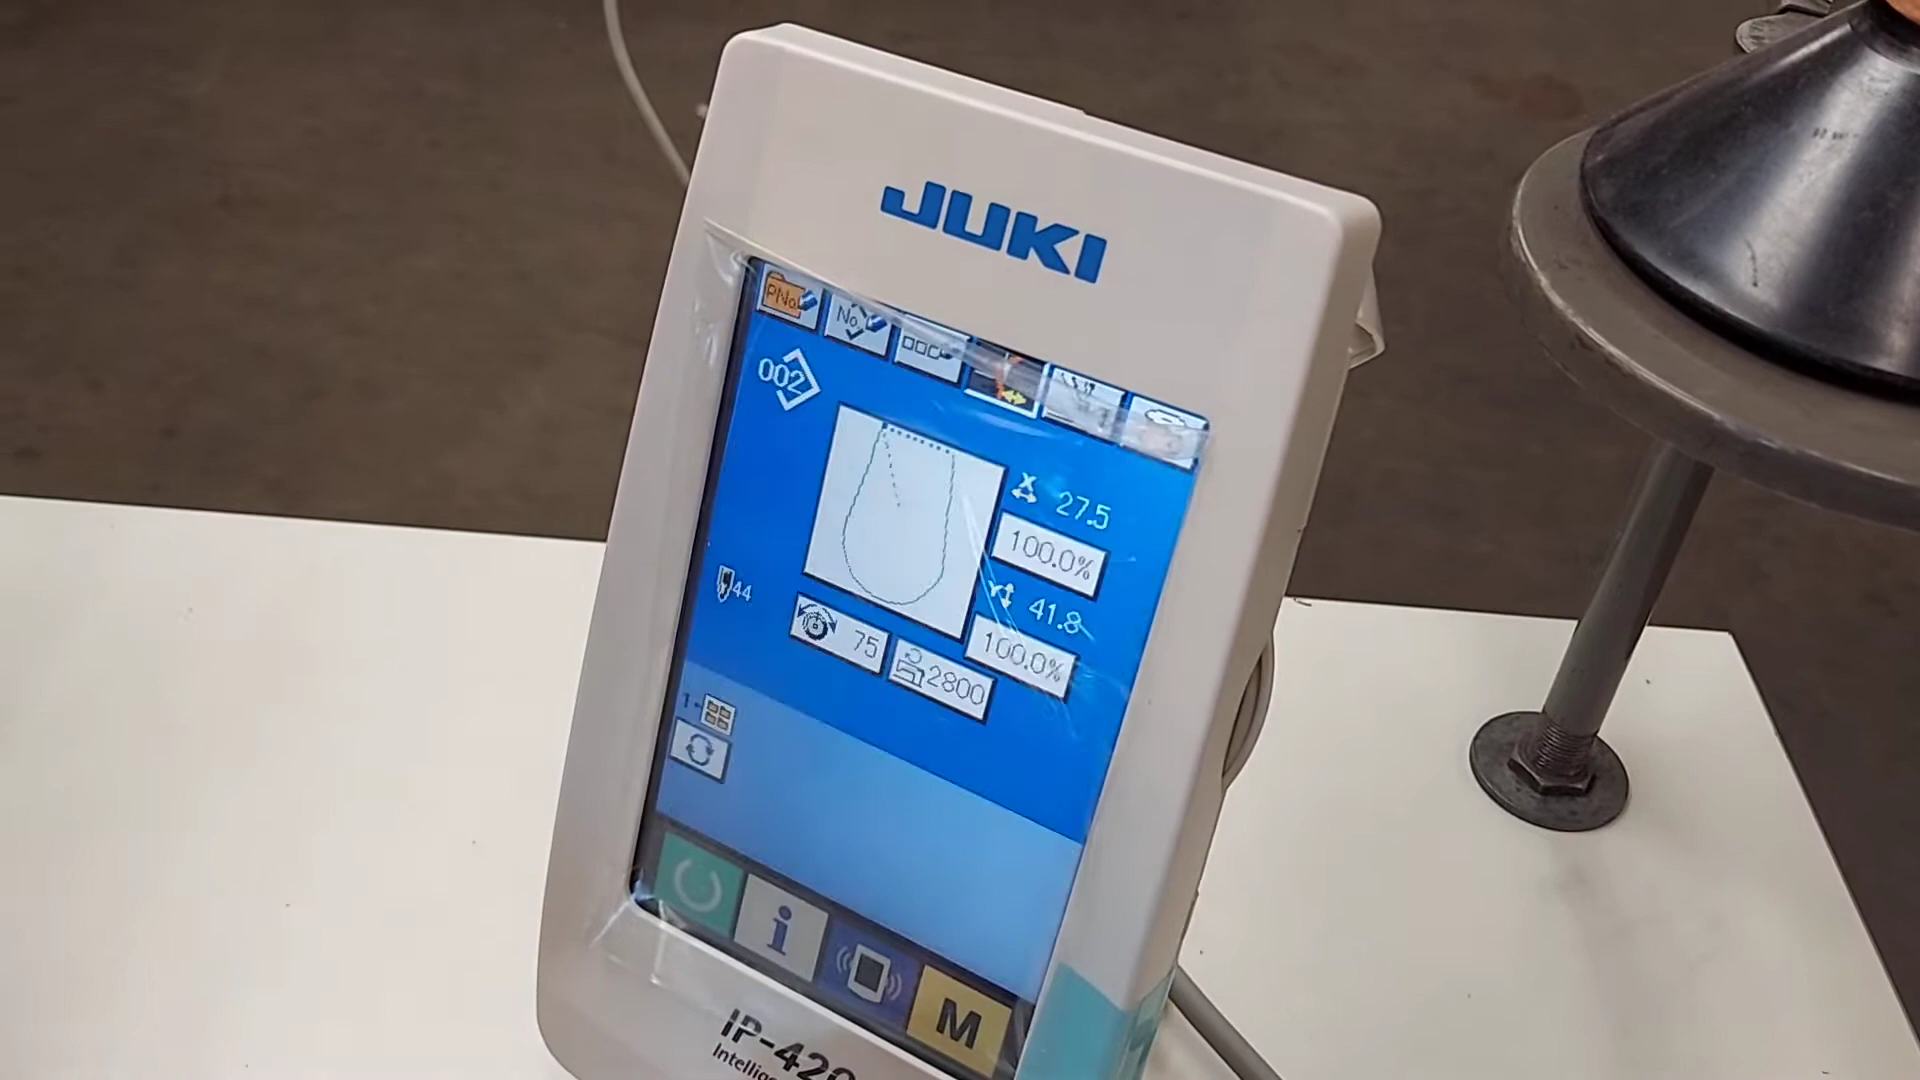 JUKI
PNo.
No.
002
X 27.5
100.0%
Y 41.8
100.0%
44
75
2800
1-
i
M
IP-420